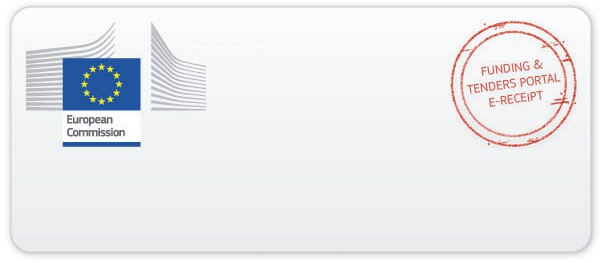 European
Commission
FUNDING &
TENDERS PORTAL
E-RECEiPT